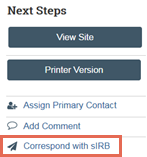 Next Steps
View Site
Printer Version
Assign Primary Contact
Add Comment
Correspond with sIRB